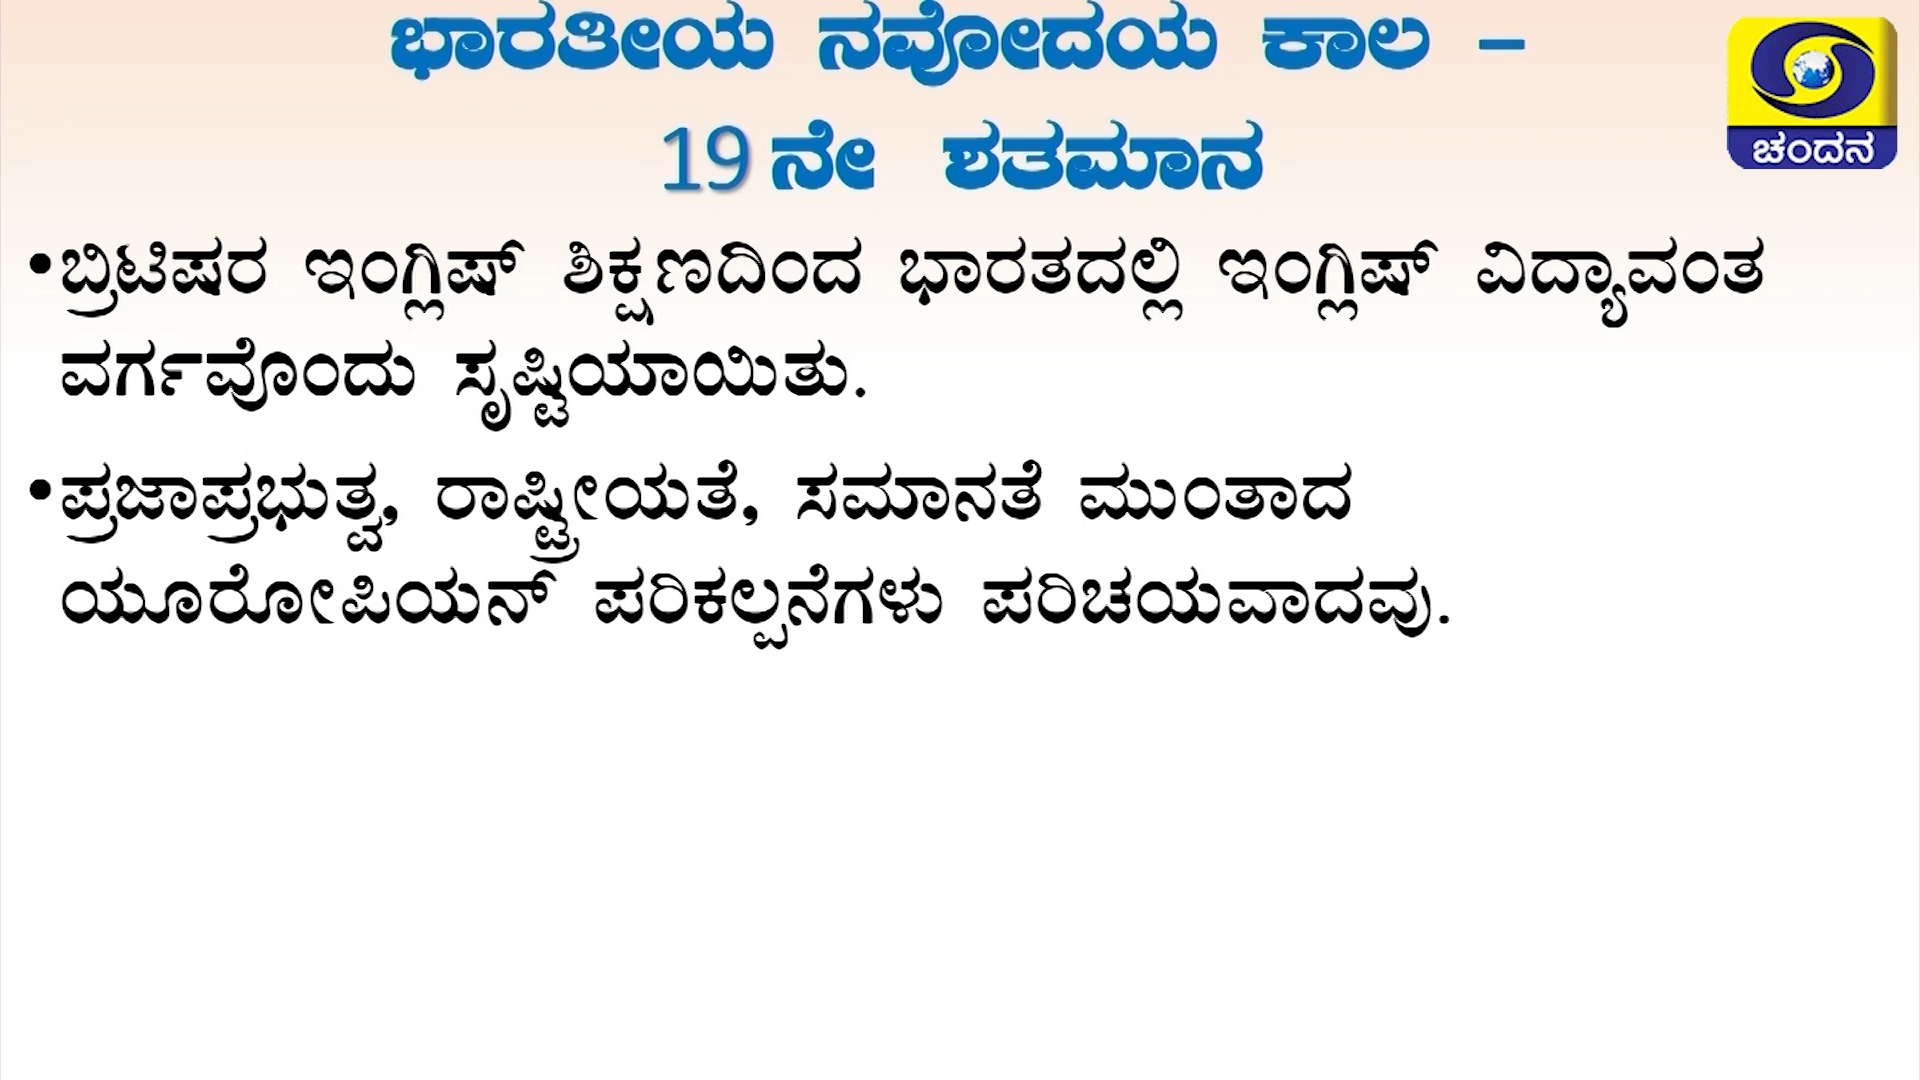 ಭಾರತೀಯ ನವೋದಯ ಕಾಲ –
19ನೇ ಶತಮಾನ
ಚಂದನ
•ಬ್ರಿಟಿಷರ ಇಂಗ್ಲಿಷ್ ಶಿಕ್ಷಣದಿಂದ ಭಾರತದಲ್ಲಿ ಇಂಗ್ಲಿಷ್ ವಿದ್ಯಾವಂತ
ವರ್ಗವೊಂದು ಸೃಷ್ಟಿಯಾಯಿತು.
•ಪ್ರಜಾಪ್ರಭುತ್ವ, ರಾಷ್ಟ್ರೀಯತೆ, ಸಮಾನತೆ ಮುಂತಾದ
ಯೂರೋಪಿಯನ್ ಪರಿಕಲ್ಪನೆಗಳು ಪರಿಚಯವಾದವು.